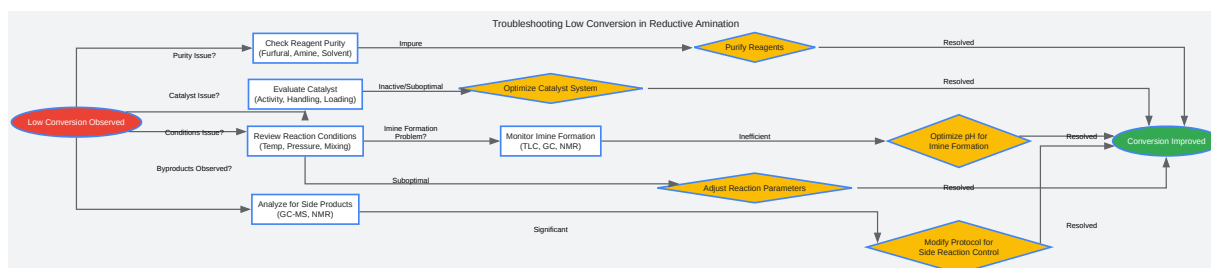 Troubleshooting Low Conversion in Reductive Amination
Low Conversion Observed
Purity Issue?
Check Reagent Purity
(Furfural, Amine, Solvent)
Impure
Purify Reagents
Resolved
Catalyst Issue?
Evaluate Catalyst
(Activity, Handling, Loading)
Inactive/Suboptimal
Optimize Catalyst System
Resolved
Conditions Issue?
Review Reaction Conditions
(Temp, Pressure, Mixing)
Imine Formation
Problem?
Monitor Imine Formation
(TLC, GC, NMR)
Inefficient
Optimize pH for
Imine Formation
Resolved
Conversion Improved
Suboptimal
Adjust Reaction Parameters
Resolved
Byproducts Observed?
Analyze for Side Products
(GC-MS, NMR)
Significant
Modify Protocol for
Side Reaction Control
Resolved